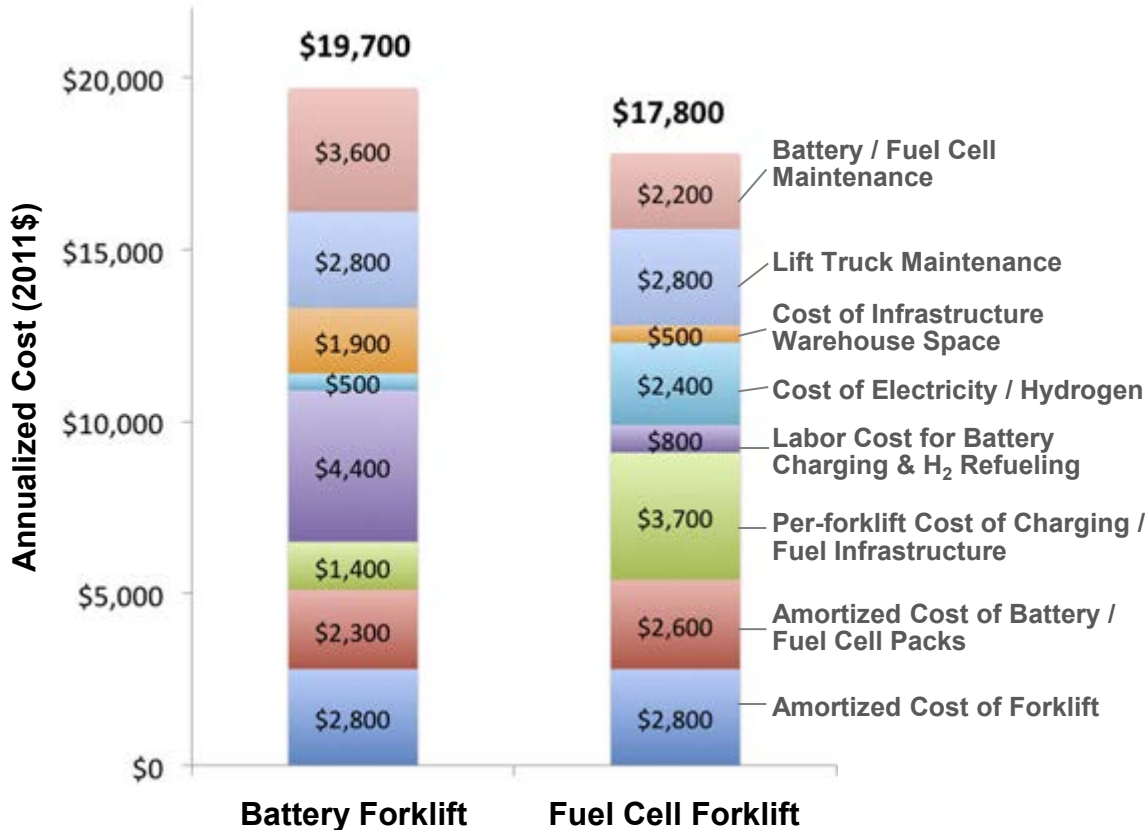 $19,700
$20,000
$17,800
$3,600
Battery / Fuel Cell
Maintenance
$2,200
$15,000
$2,800
$2,800
Lift Truck Maintenance
$1,900
$500
Cost of Infrastructure
Warehouse Space
$500
$2,400
Cost of Electricity / Hydrogen
$10,000
$4,400
$800
Labor Cost for Battery
Charging & H₂ Refueling
$3,700
Per-forklift Cost of Charging /
Fuel Infrastructure
$1,400
$5,000
$2,300
$2,600
Amortized Cost of Battery /
Fuel Cell Packs
$2,800
$2,800
Amortized Cost of Forklift
$0
Annualized Cost (2011$)
Battery Forklift
Fuel Cell Forklift